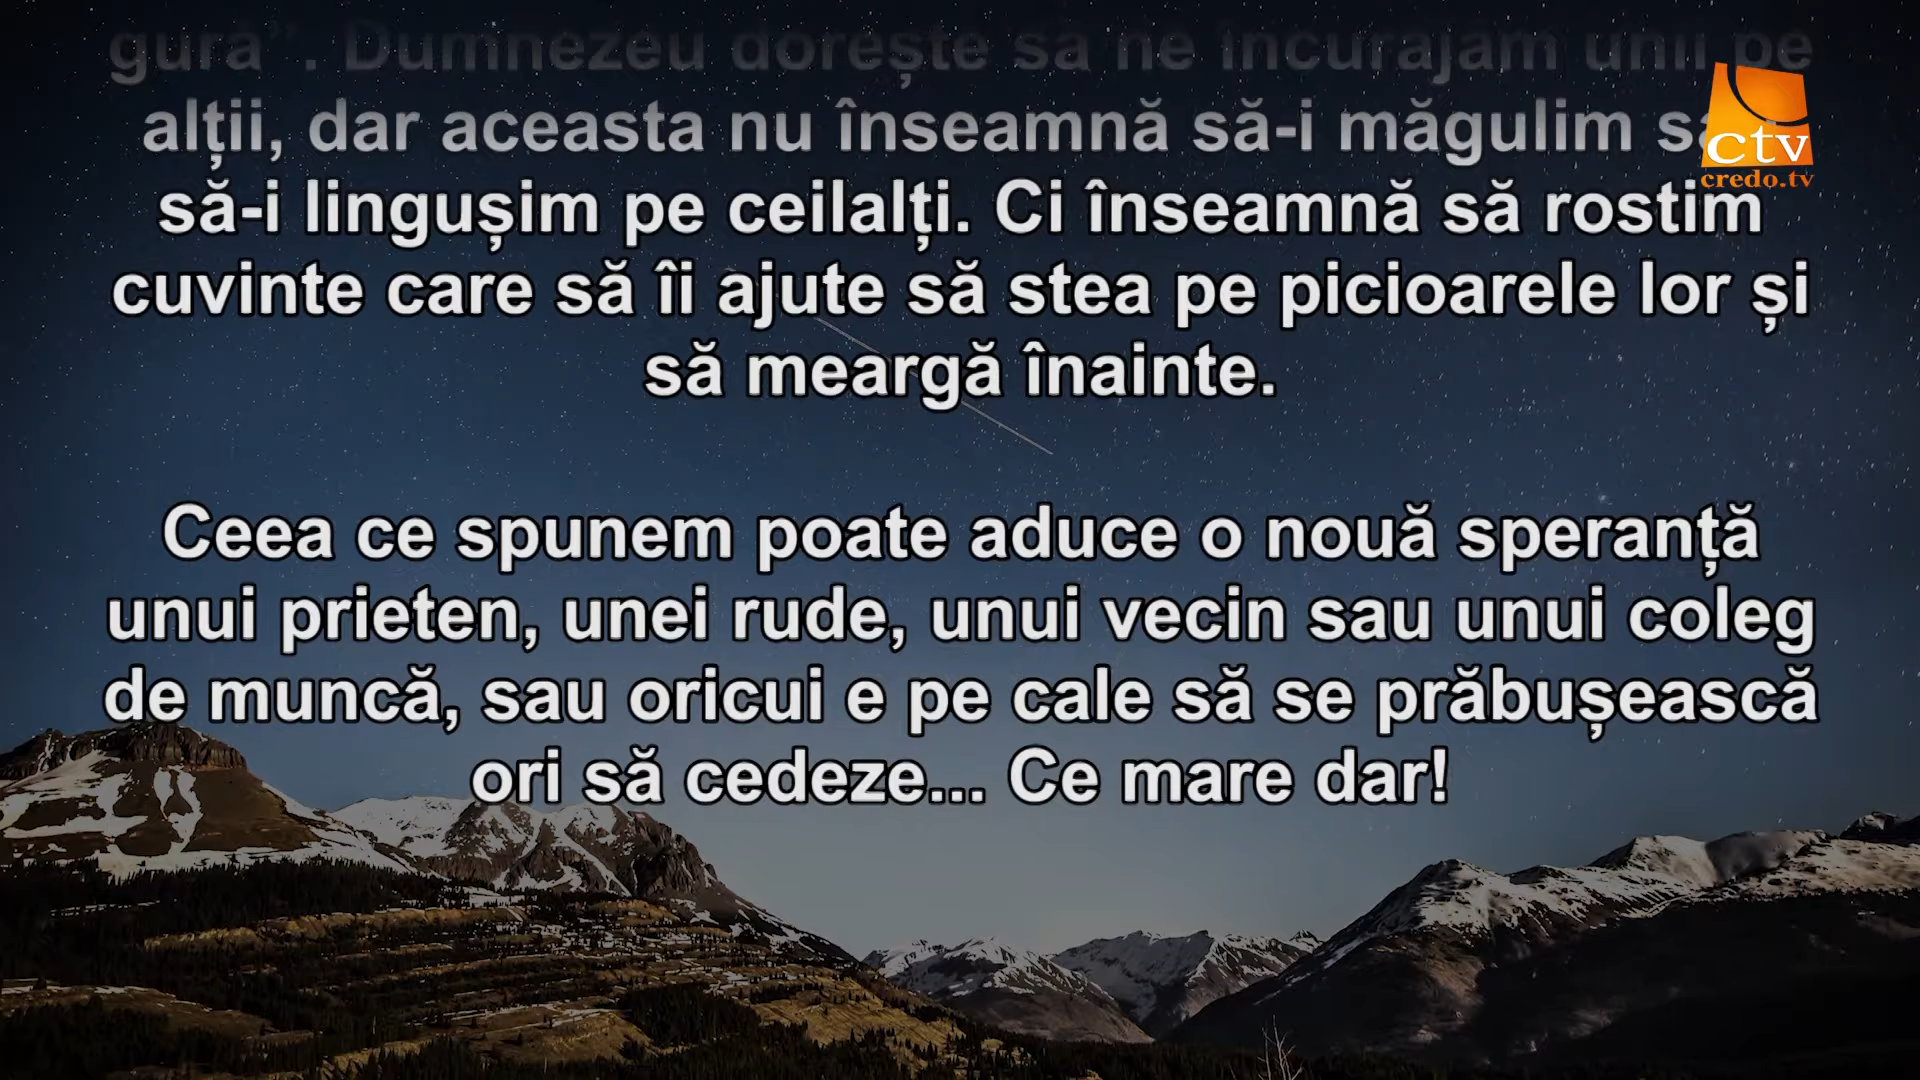 gură”. Dumnezeu dorește să ne încurajăm unii pe
alții, dar aceasta nu înseamnă să-i măgulim
să-i lingușim pe ceilalți. Ci înseamnă să rostim
cuvinte care să îi ajute să stea pe picioarele lor și
să meargă înainte.
Ceea ce spunem poate aduce o nouă speranță
unui prieten, unei rude, unui vecin sau unui coleg
de muncă, sau oricui e pe cale să se prăbușească
ori să cedeze... Ce mare dar!
ctv
credo.tv